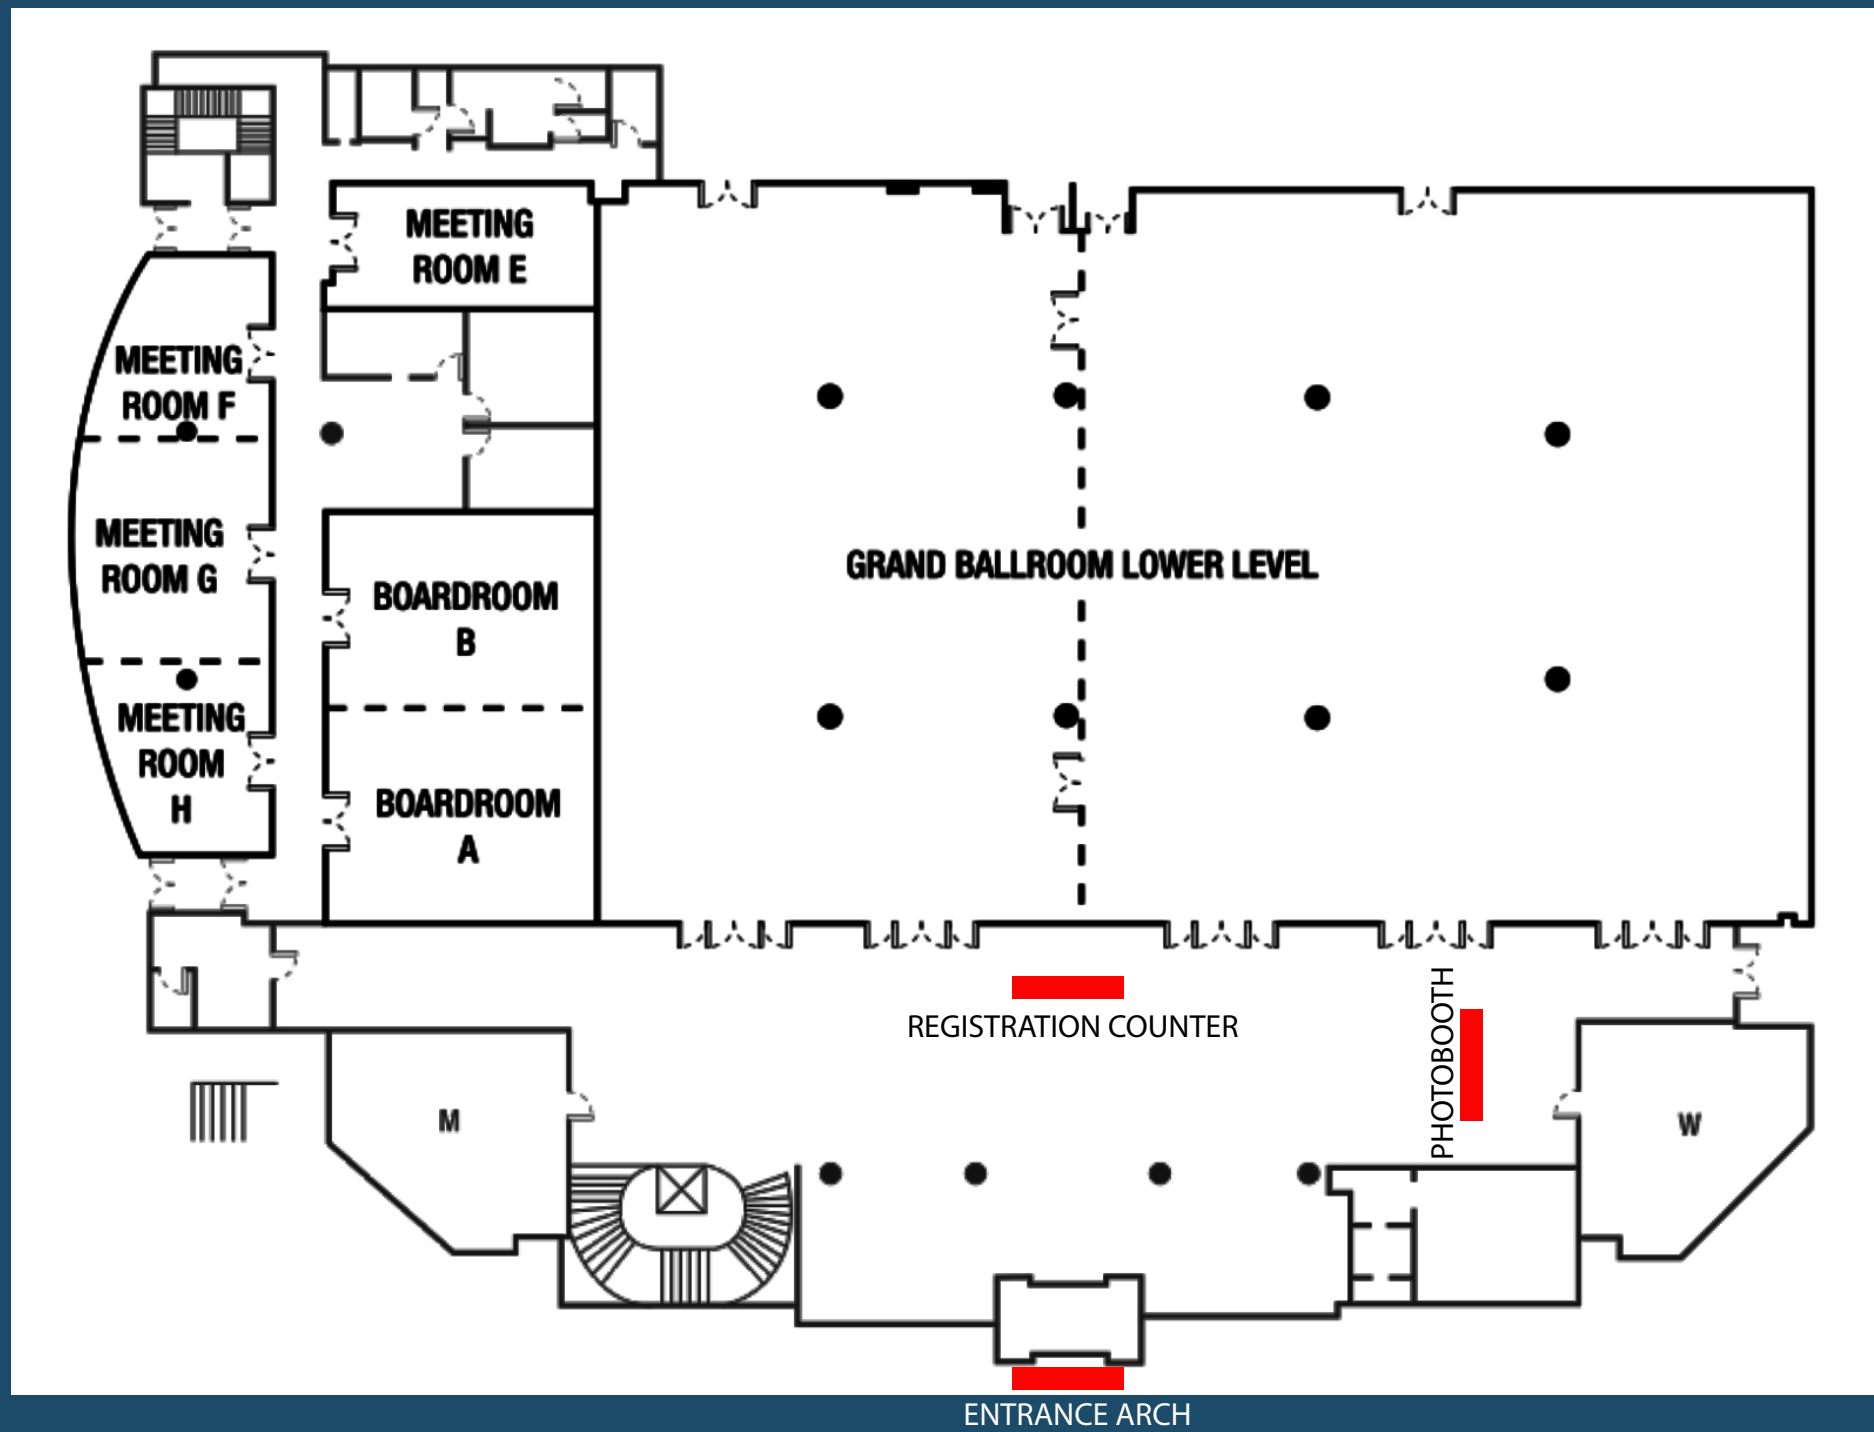 MEETING
ROOM E
MEETING
ROOM F
MEETING
ROOM G
GRAND BALLROOM LOWER LEVEL
BOARDROOM
B
MEETING
ROOM
H
BOARDROOM
A
REGISTRATION COUNTER
PHOTOBOOTH
M
W
ENTRANCE ARCH